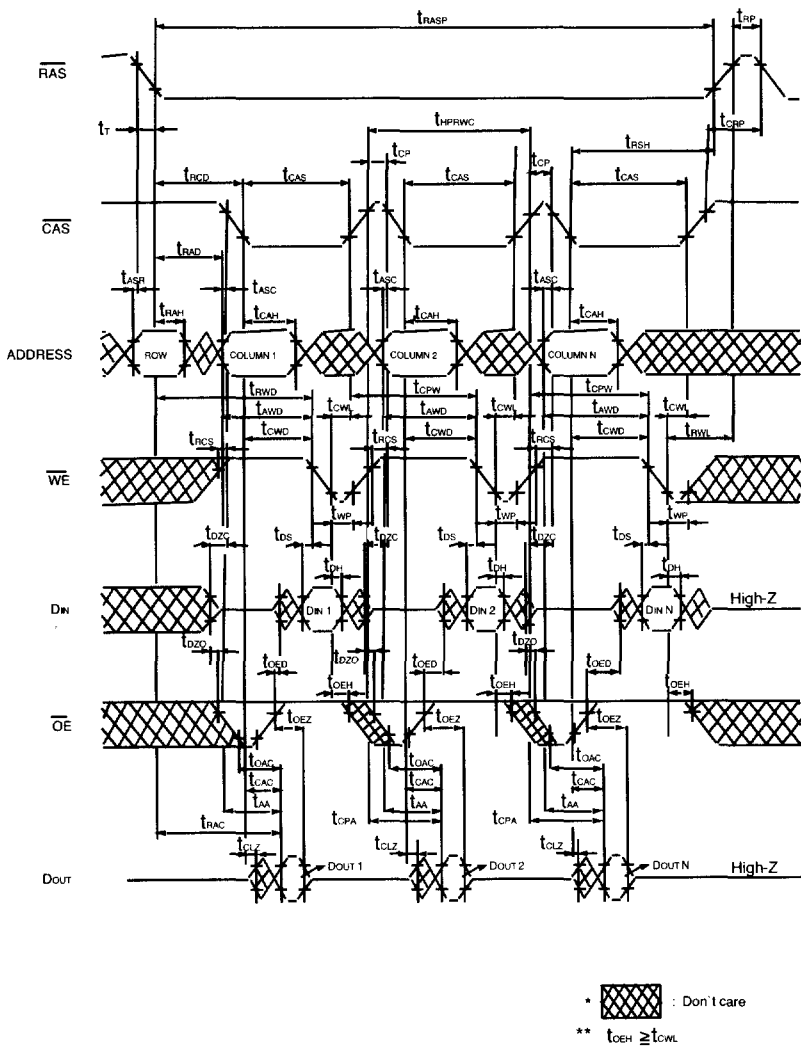 tRASP tRP
RAS
tT tHPRWC tCRP
tCP tRSH
tRCD tCAS tCAS tCP tCAS
CAS
tRAD
tASR tASC tASC tASC
tRAH tCAH tCAH tCAH
ADDRESS ROW COLUMN 1 COLUMN 2 COLUMN N
tRWD tCPW tCPW
tAWD tCWL tAWD tCWL tAWD tCWL
tRCS tCWD tRCS tCWD tRCS tCWD tRWL
WE
tWP tWP tWP
tDZC tDS tDZC tDS tDZC tDS
tDH tDH tDH
DIN DIN 1 DIN 2 DIN N High-Z
tDZO tDZO tDZO
tOED tOEH tOED tOEH tOED tOEH
OE tOEZ tOEZ tOEZ
tOAC tOAC tOAC
tCAC tCAC tCAC
tAA tAA tAA
tRAC tCPA tCPA
tCLZ tCLZ tCLZ
DOUT DOUT 1 DOUT 2 DOUT N High-Z
* : Don't care
** tOEH ≧ tCWL